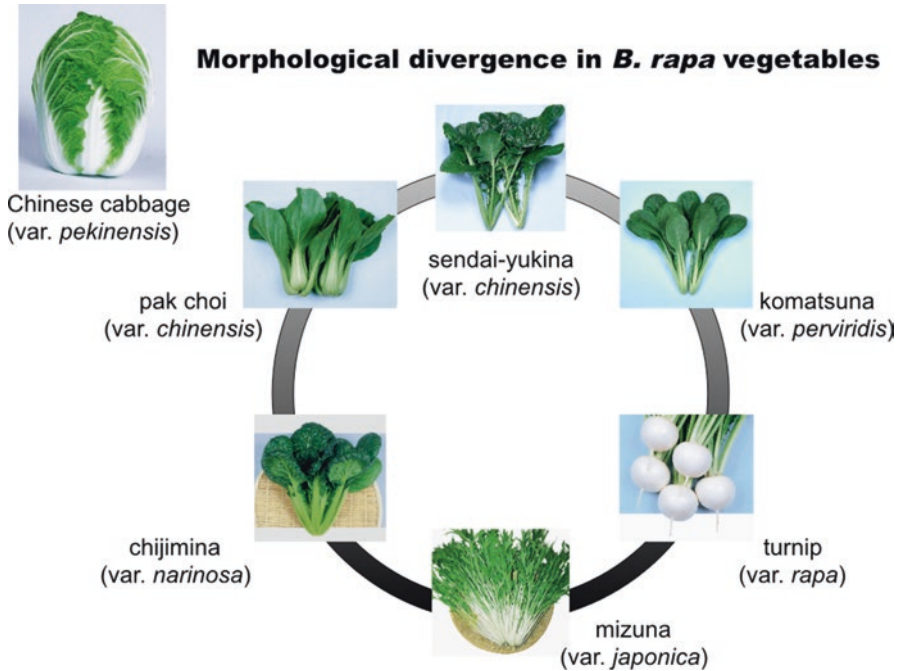 Morphological divergence in B. rapa vegetables
Chinese cabbage
(var. pekinensis)
sendai-yukina
(var. chinensis)
pak choi
(var. chinensis)
komatsuna
(var. perviridis)
chijimina
(var. narinosa)
turnip
(var. rapa)
mizuna
(var. japonica)